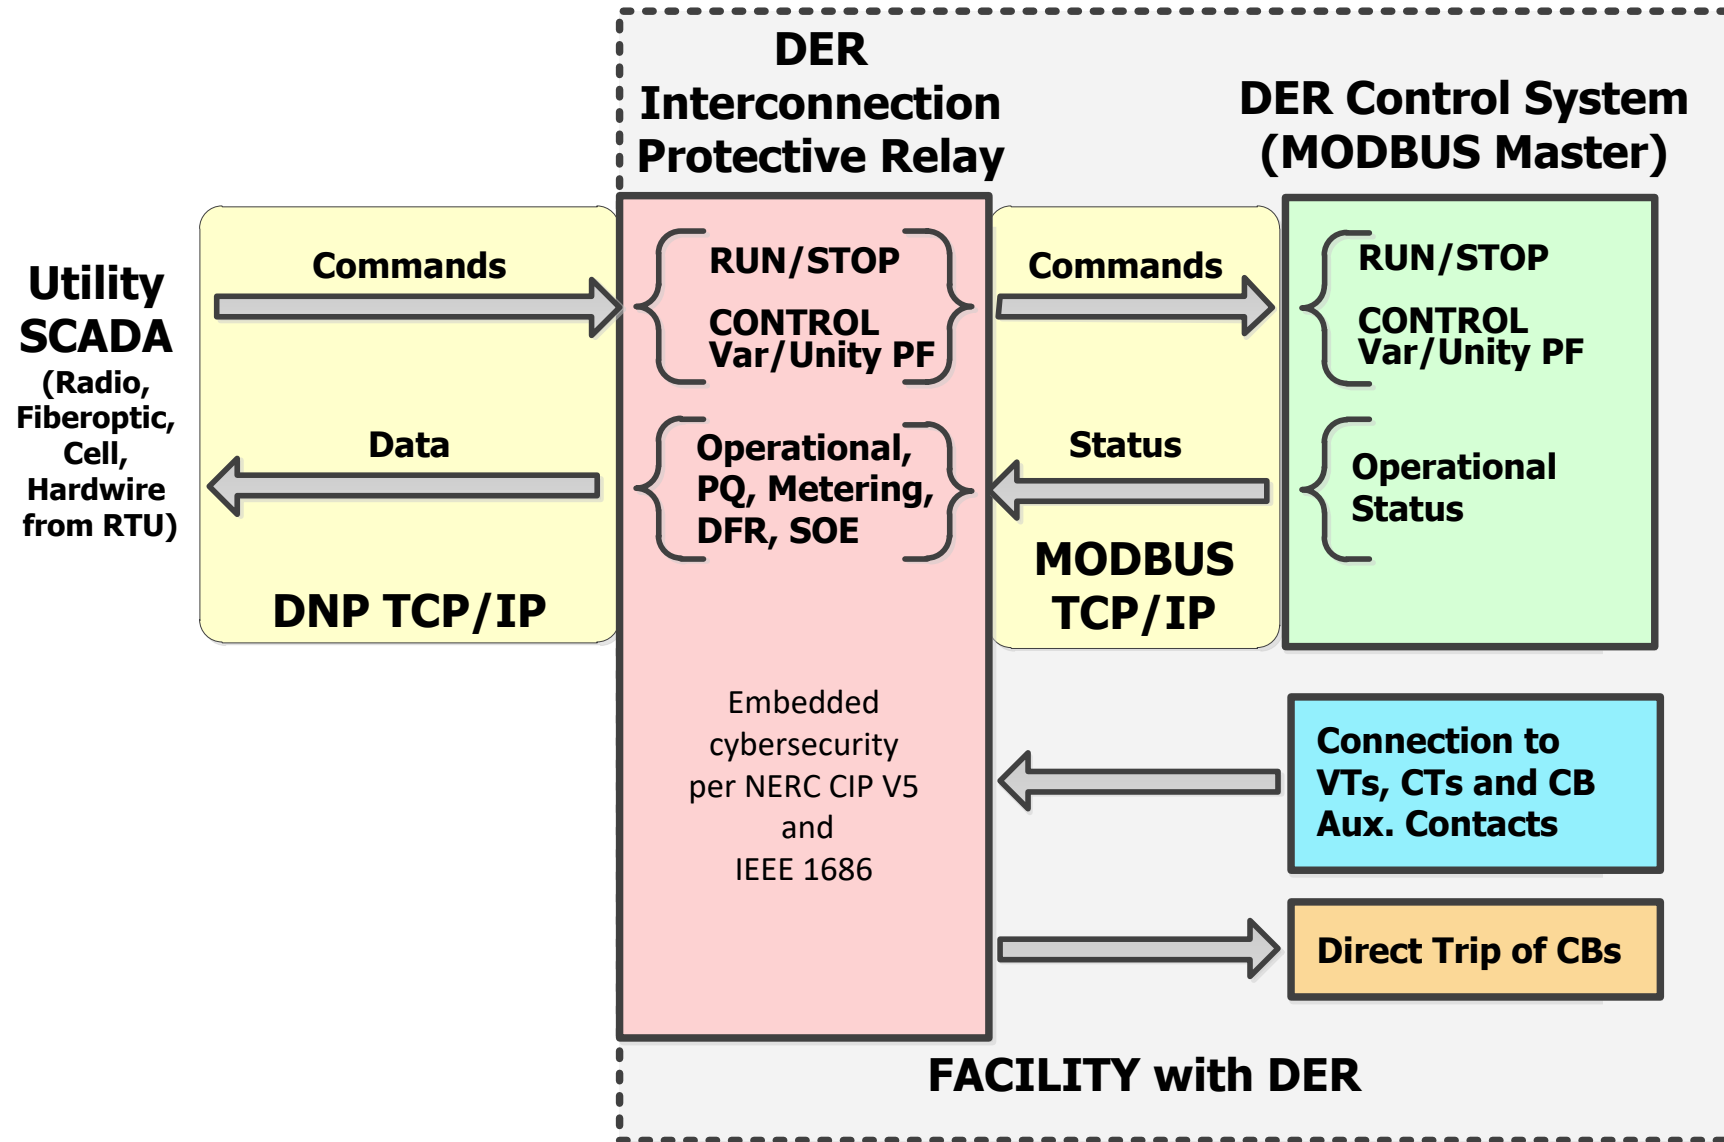 DER
Interconnection
Protective Relay
DER Control System
(MODBUS Master)
Utility
SCADA
(Radio,
Fiberoptic,
Cell,
Hardwire
from RTU)
Commands
Data
DNP TCP/IP
RUN/STOP
CONTROL
Var/Unity PF
Operational,
PQ, Metering,
DFR, SOE
Embedded
cybersecurity
per NERC CIP V5
and
IEEE 1686
Commands
Status
MODBUS
TCP/IP
RUN/STOP
CONTROL
Var/Unity PF
Operational
Status
Connection to
VTs, CTs and CB
Aux. Contacts
Direct Trip of CBs
FACILITY with DER